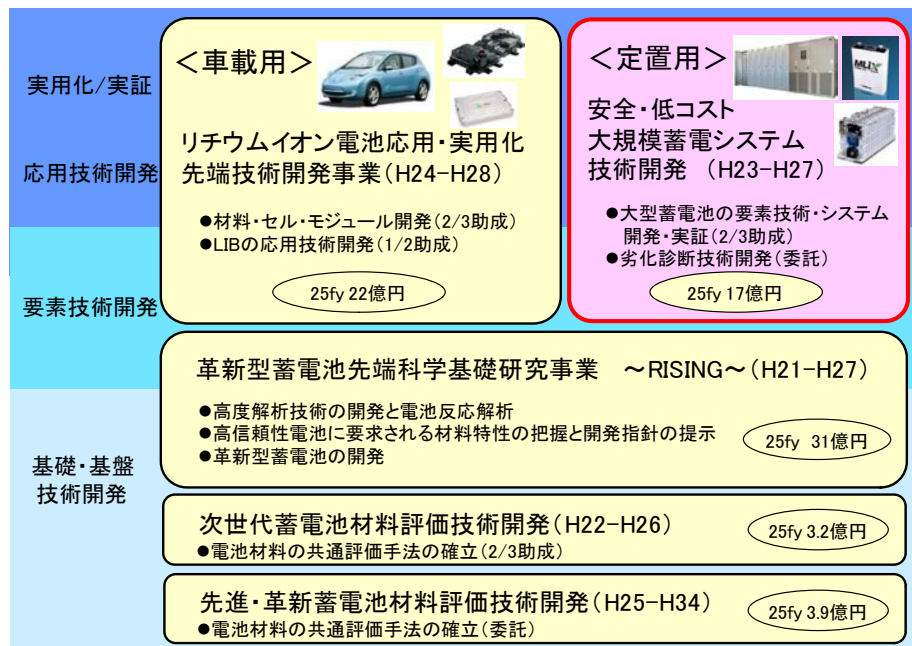 実用化/実証
応用技術開発
要素技術開発
基礎・基盤
技術開発
＜車載用＞
リチウムイオン電池応用・実用化
先端技術開発事業(H24-H28)
●材料・セル・モジュール開発(2/3助成)
●LIBの応用技術開発(1/2助成)
25fy 22億円
＜定置用＞
MLIX
安全・低コスト
大規模蓄電システム
技術開発 (H23-H27)
●大型蓄電池の要素技術・システム
開発・実証(2/3助成)
●劣化診断技術開発(委託)
25fy 17億円
革新型蓄電池先端科学基礎研究事業 ～RISING～(H21-H27)
●高度解析技術の開発と電池反応解析
●高信頼性電池に要求される材料特性の把握と開発指針の提示
●革新型蓄電池の開発
25fy 31億円
次世代蓄電池材料評価技術開発(H22-H26)
●電池材料の共通評価手法の確立(2/3助成)
25fy 3.2億円
先進・革新蓄電池材料評価技術開発(H25-H34)
●電池材料の共通評価手法の確立(委託)
25fy 3.9億円